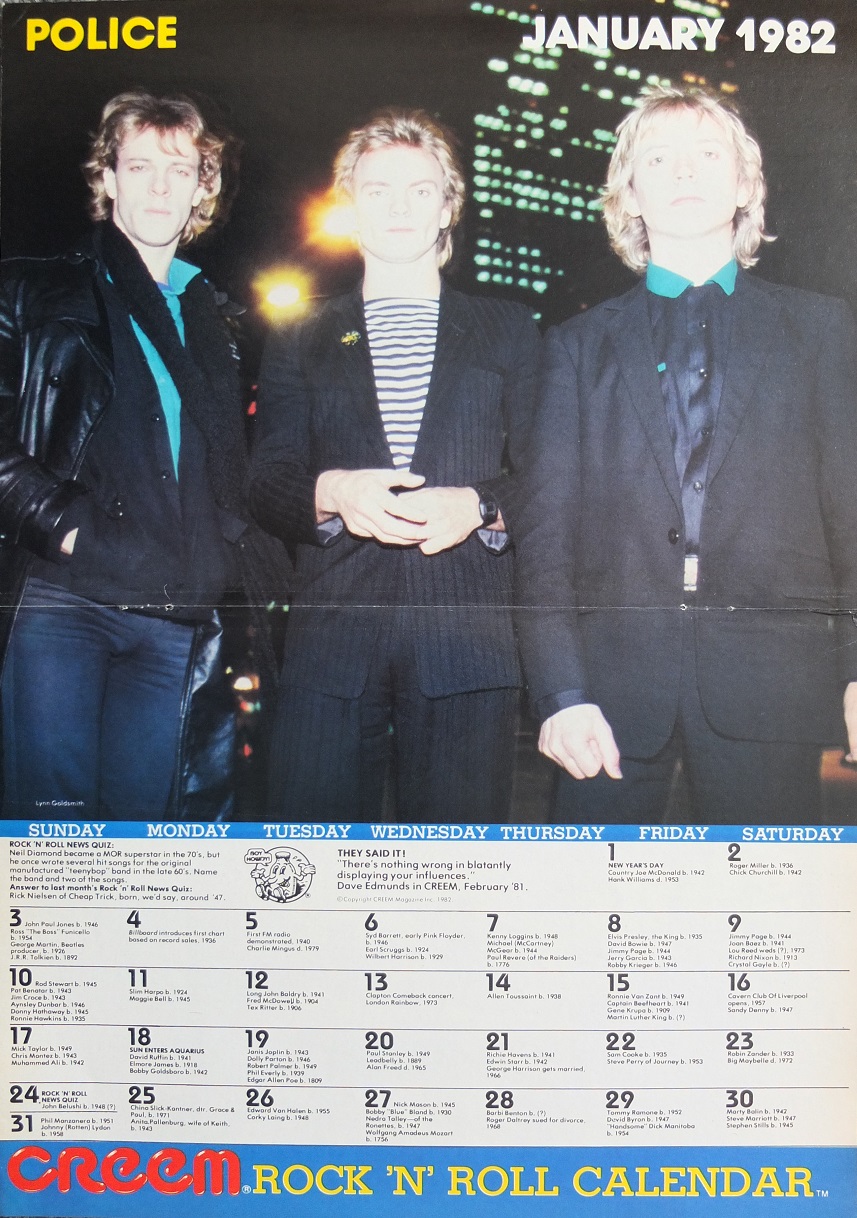 POLICE
JANUARY 1982
Lynn Goldsmith
SUNDAY MONDAY TUESDAY WEDNESDAY THURSDAY FRIDAY SATURDAY
ROCK 'N' ROLL NEWS QUIZ:
Neil Diamond became a MOR superstar in the 70's, but
he once wrote several hit songs for the original
manufactured "teenybop" band in the late 60's. Name
the band and two of the songs.
Answer to last month's Rock 'n' Roll News Quiz:
Rick Nielsen of Cheap Trick, born, we'd say, around '47.
BOY HOWDY!
THEY SAID IT!
"There's nothing wrong in blatantly
displaying your influences."
Dave Edmunds in CREEM, February '81.
© Copyright CREEM Magazine Inc. 1982
1
NEW YEAR'S DAY
Country Joe McDonald b. 1942
Hank Williams d. 1953
2
Roger Miller b. 1936
Chick Churchill b. 1942
3 John Paul Jones b. 1946
Ross "The Boss" Funicello
b. 1954
George Martin, Beatles
producer, b. 1926
J.R.R. Tolkien b. 1892
4
Billboard introduces first chart
based on record sales, 1936
5
First FM radio
demonstrated, 1940
Charlie Mingus d. 1979
6
Syd Barrett, early Pink Floyder,
b. 1946
Earl Scruggs b. 1924
Wilbert Harrison b. 1929
7
Kenny Loggins b. 1948
Michael (McCartney)
McGear b. 1944
Paul Revere (of the Raiders)
b. 1776
8
Elvis Presley, the King b. 1935
David Bowie b. 1947
Jimmy Page b. 1944
Jerry Garcia b. 1943
Robby Krieger b. 1946
9
Jimmy Page b. 1944
Joan Baez b. 1941
Lou Reed weds (?), 1973
Richard Nixon b. 1913
Crystal Gayle b. (?)
10 Rod Stewart b. 1945
Pat Benatar b. 1943
Jim Croce b. 1943
Aynsley Dunbar b. 1946
Donny Hathaway b. 1945
Ronnie Hawkins b. 1935
11
Slim Harpo b. 1924
Maggie Bell b. 1945
12
Long John Baldry b. 1941
Fred McDowell b. 1904
Tex Ritter b. 1906
13
Clapton Comeback concert,
London Rainbow, 1973
14
Allen Toussaint b. 1938
15
Ronnie Van Zant b. 1949
Captain Beefheart b. 1941
Gene Krupa b. 1909
Martin Luther King b. (?)
16
Cavern Club Of Liverpool
opens, 1957
Sandy Denny b. 1947
17
Mick Taylor b. 1949
Chris Montez b. 1943
Muhammed Ali b. 1942
18
SUN ENTERS AQUARIUS
David Ruffin b. 1941
Elmore James b. 1918
Bobby Goldsboro b. 1942
19
Janis Joplin b. 1943
Dolly Parton b. 1946
Robert Palmer b. 1949
Phil Everly b. 1939
Edgar Allen Poe b. 1809
20
Paul Stanley b. 1949
Leadbelly b. 1889
Alan Freed d. 1965
21
Richie Havens b. 1941
Edwin Starr b. 1942
George Harrison gets married,
1966
22
Sam Cooke b. 1935
Steve Perry of Journey b. 1953
23
Robin Zander b. 1933
Big Maybelle d. 1972
24 ROCK 'N' ROLL
NEWS QUIZ
John Belushi b. 1948 (?)
25
China Slick-Kantner, dtr. Grace &
Paul, b. 1971
Anita Pallenburg, wife of Keith,
b. 1943
26
Edward Van Halen b. 1955
Corky Laing b. 1948
27 Nick Mason b. 1945
Bobby "Blue" Bland b. 1930
Nedra Talley—of the
Ronettes, b. 1947
Wolfgang Amadeus Mozart
b. 1756
28
Barbi Benton b. (?)
Roger Daltrey sued for divorce,
1968
29
Tommy Ramone b. 1952
David Byron b. 1947
"Handsome" Dick Manitoba
b. 1954
30
Marty Balin b. 1942
Steve Marriott b. 1947
Stephen Stills b. 1945
31 Phil Manzanera b. 1951
Johnny (Rotten) Lydon
b. 1958
CREEM® ROCK 'N' ROLL CALENDAR™